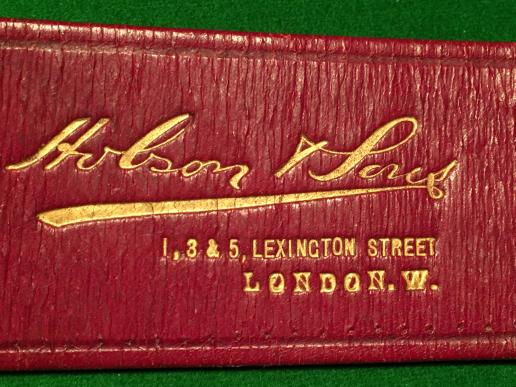 Hobson & Sons
1, 3 & 5, LEXINGTON STREET
LONDON. W.